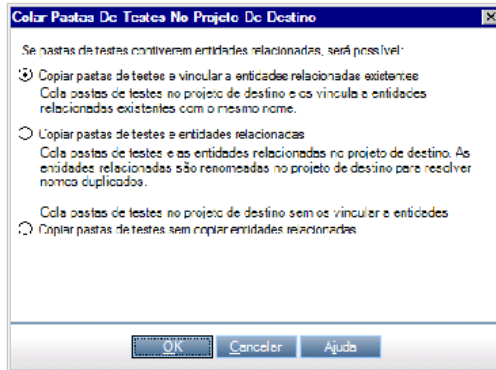 Colar Pastas De Testes No Projeto De Destino
Se pastas de testes contiverem entidades relacionadas, será possível:
Copiar pastas de testes e vincular a entidades relacionadas existentes
Cola pastas de testes no projeto de destino e os vincula a entidades
relacionadas existentes com o mesmo nome.
Copiar pastas de testes e entidades relacionadas
Cola pastas de testes e as entidades relacionadas no projeto de destino. As
entidades relacionadas são renomeadas no projeto de destino para resolver
nomes duplicados.
Cola pastas de testes no projeto de destino sem os vincular a entidades
Copiar pastas de testes sem copiar entidades relacionadas
OK
Cancelar
Ajuda